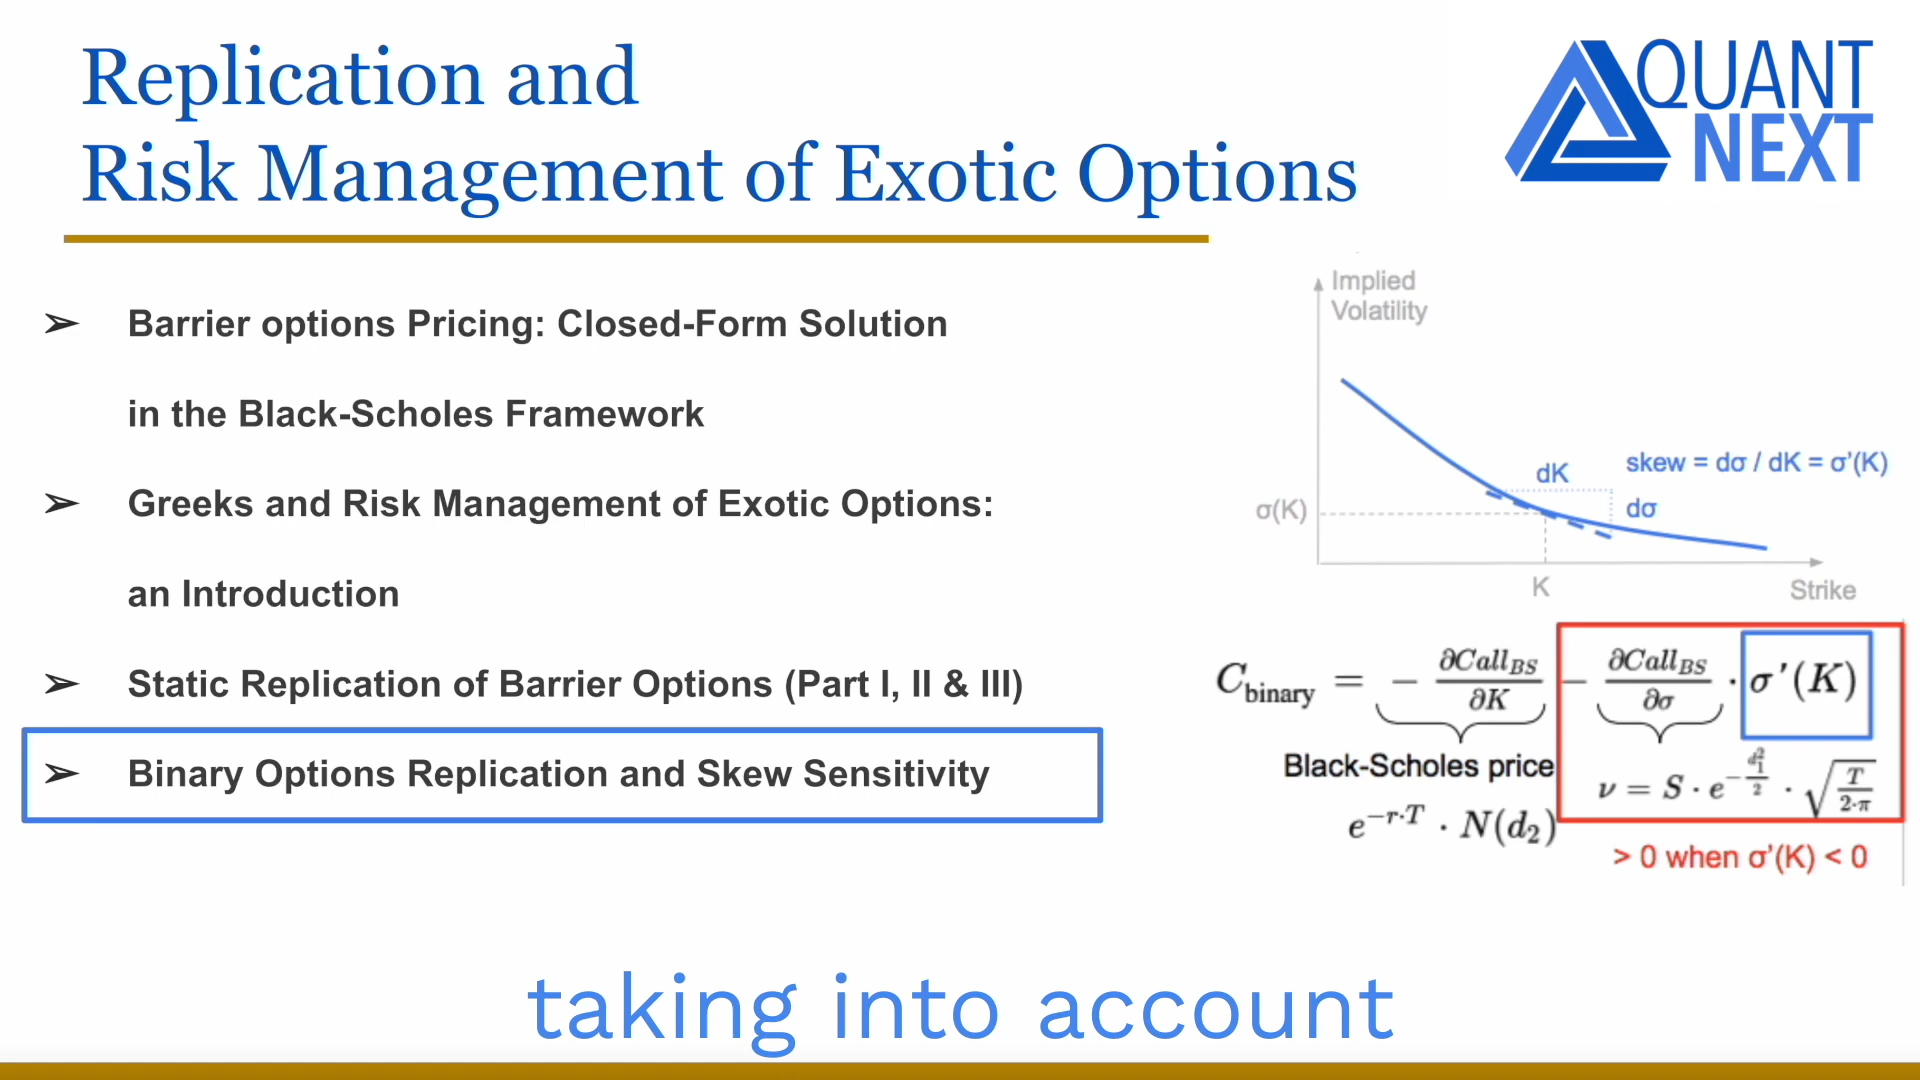 Replication and
Risk Management of Exotic Options
QUANT
NEXT
➢ Barrier options Pricing: Closed-Form Solution
in the Black-Scholes Framework
➢ Greeks and Risk Management of Exotic Options:
an Introduction
➢ Static Replication of Barrier Options (Part I, II & III)
➢ Binary Options Replication and Skew Sensitivity
Implied
Volatility
dK
skew = dσ / dK = σ'(K)
σ(K)
dσ
K
Strike
C_binary = − ∂Call_BS/∂K − ∂Call_BS/∂σ · σ'(K)
Black-Scholes price
e^{−r·T} · N(d₂)
ν = S · e^{−d₁²/2} · √(T/(2·π))
> 0 when σ'(K) < 0
taking into account